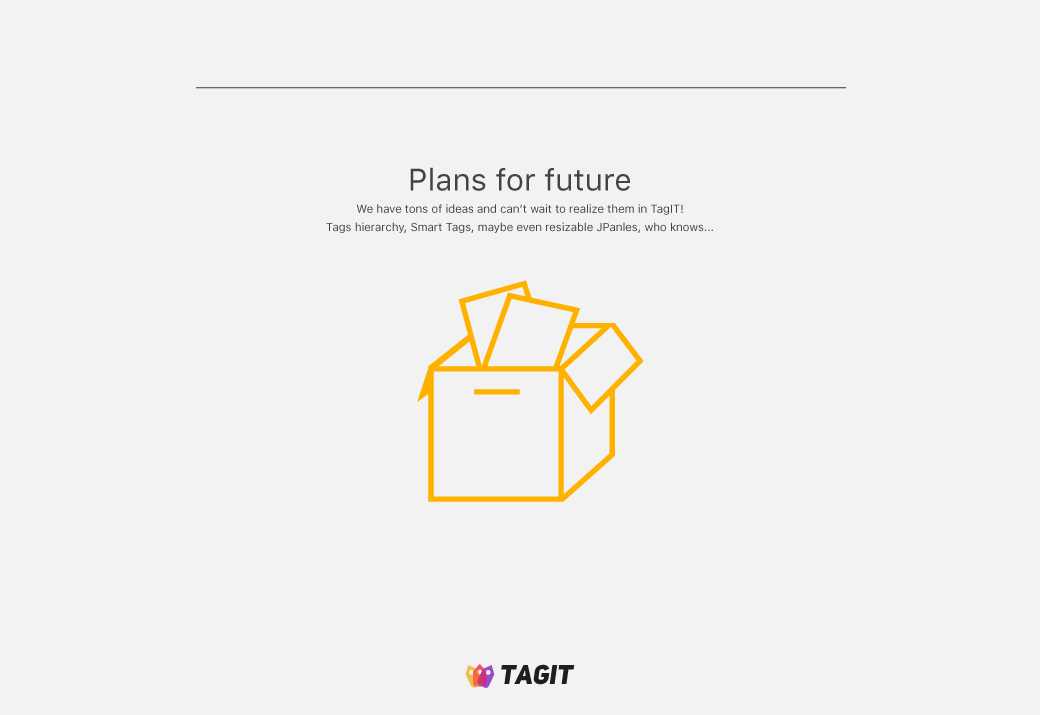 Plans for future
We have tons of ideas and can't wait to realize them in TagIT!
Tags hierarchy, Smart Tags, maybe even resizable JPanles, who knows...
TAGIT